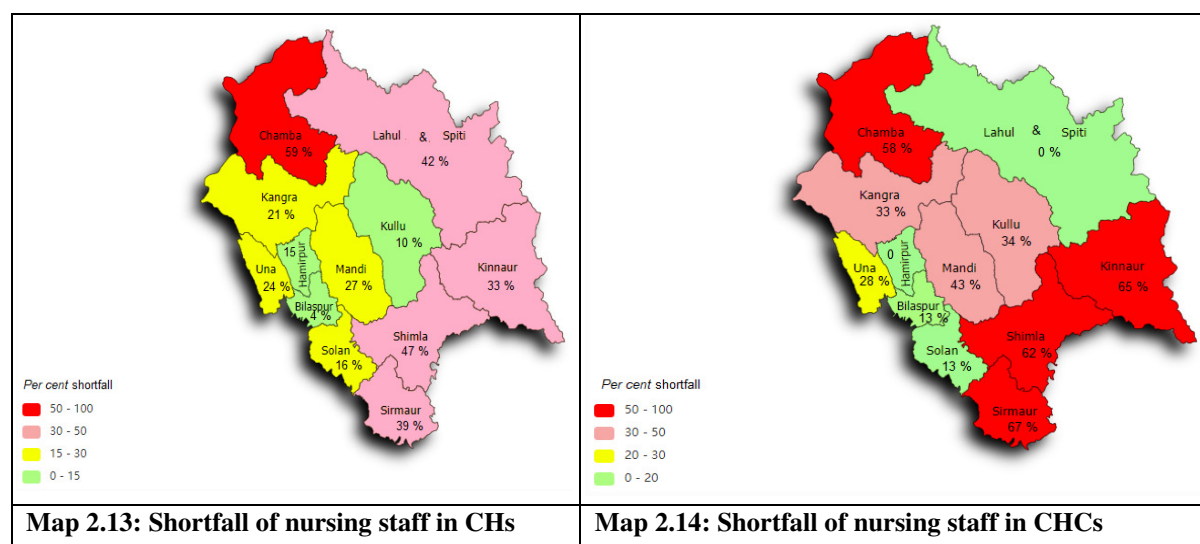 Chamba
59 %
Lahul & Spiti
42 %
Kangra
21 %
Kullu
10 %
Una
24 %
15
Hamirpur
Mandi
27 %
Kinnaur
33 %
Bilaspur
4%
Shimla
47 %
Solan
16 %
Sirmaur
39 %
Per cent shortfall
50 - 100
30 - 50
15 - 30
0 - 15
Map 2.13: Shortfall of nursing staff in CHs
Chamba
58 %
Lahul & Spiti
0 %
Kangra
33 %
Kullu
34 %
Una
28 %
0
Hamirpur
Mandi
43 %
Kinnaur
65 %
Bilaspur
13 %
Shimla
62 %
Solan
13 %
Sirmaur
67 %
Per cent shortfall
50 - 100
30 - 50
20 - 30
0 - 20
Map 2.14: Shortfall of nursing staff in CHCs